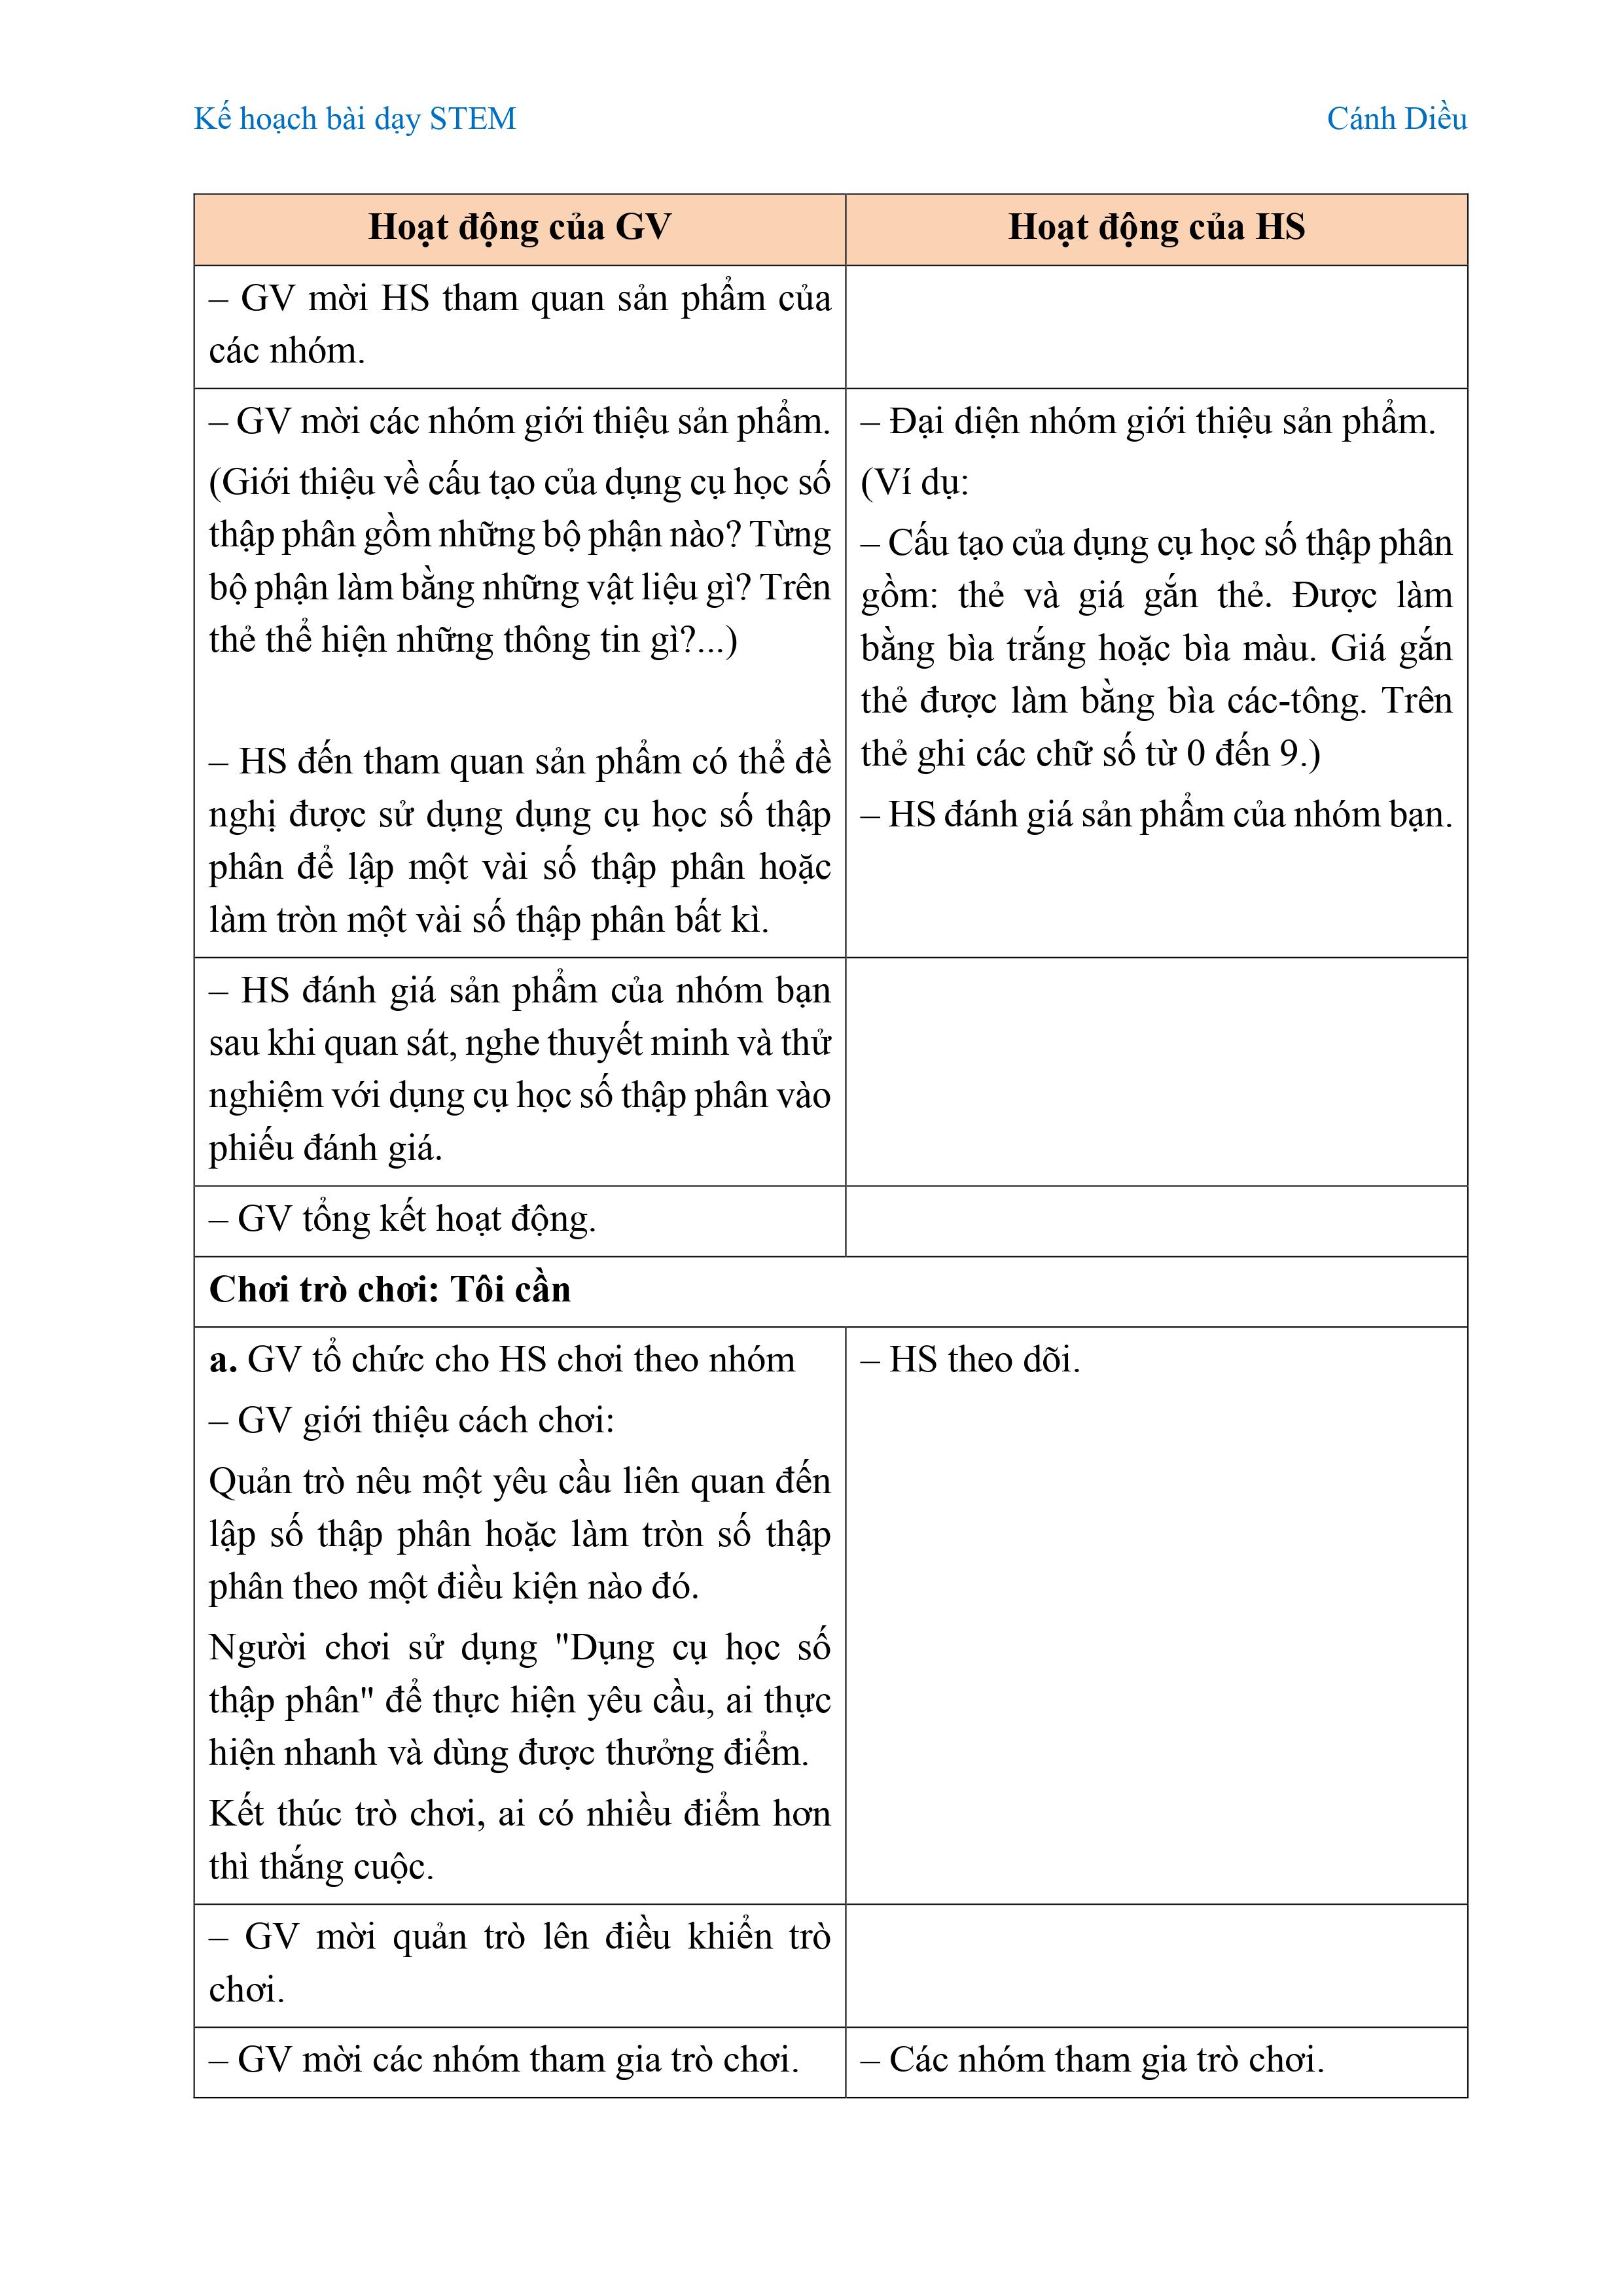 Kế hoạch bài dạy STEM
Cánh Diều
Hoạt động của GV
Hoạt động của HS
– GV mời HS tham quan sản phẩm của
các nhóm.
– GV mời các nhóm giới thiệu sản phẩm.
(Giới thiệu về cấu tạo của dụng cụ học số
thập phân gồm những bộ phận nào? Từng
bộ phận làm bằng những vật liệu gì? Trên
thẻ thể hiện những thông tin gì?...)
– HS đến tham quan sản phẩm có thể đề
nghị được sử dụng dụng cụ học số thập
phân để lập một vài số thập phân hoặc
làm tròn một vài số thập phân bất kì.
– Đại diện nhóm giới thiệu sản phẩm.
(Ví dụ:
– Cấu tạo của dụng cụ học số thập phân
gồm: thẻ và giá gắn thẻ. Được làm
bằng bìa trắng hoặc bìa màu. Giá gắn
thẻ được làm bằng bìa các-tông. Trên
thẻ ghi các chữ số từ 0 đến 9.)
– HS đánh giá sản phẩm của nhóm bạn.
– HS đánh giá sản phẩm của nhóm bạn
sau khi quan sát, nghe thuyết minh và thử
nghiệm với dụng cụ học số thập phân vào
phiếu đánh giá.
– GV tổng kết hoạt động.
Chơi trò chơi: Tôi cần
a. GV tổ chức cho HS chơi theo nhóm
– GV giới thiệu cách chơi:
Quản trò nêu một yêu cầu liên quan đến
lập số thập phân hoặc làm tròn số thập
phân theo một điều kiện nào đó.
Người chơi sử dụng "Dụng cụ học số
thập phân" để thực hiện yêu cầu, ai thực
hiện nhanh và dùng được thưởng điểm.
Kết thúc trò chơi, ai có nhiều điểm hơn
thì thắng cuộc.
– HS theo dõi.
– GV mời quản trò lên điều khiển trò
chơi.
– GV mời các nhóm tham gia trò chơi.
– Các nhóm tham gia trò chơi.